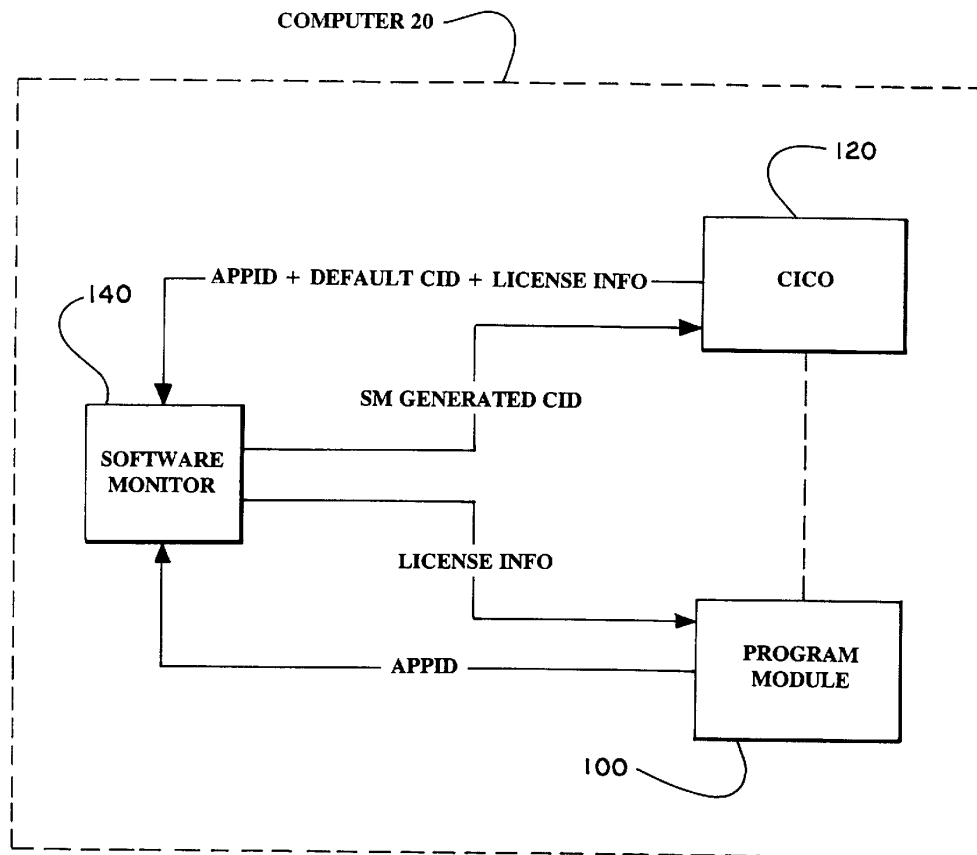 COMPUTER 20
120
CICO
APPID + DEFAULT CID + LICENSE INFO
140
SM GENERATED CID
SOFTWARE
MONITOR
LICENSE INFO
PROGRAM
MODULE
APPID
100